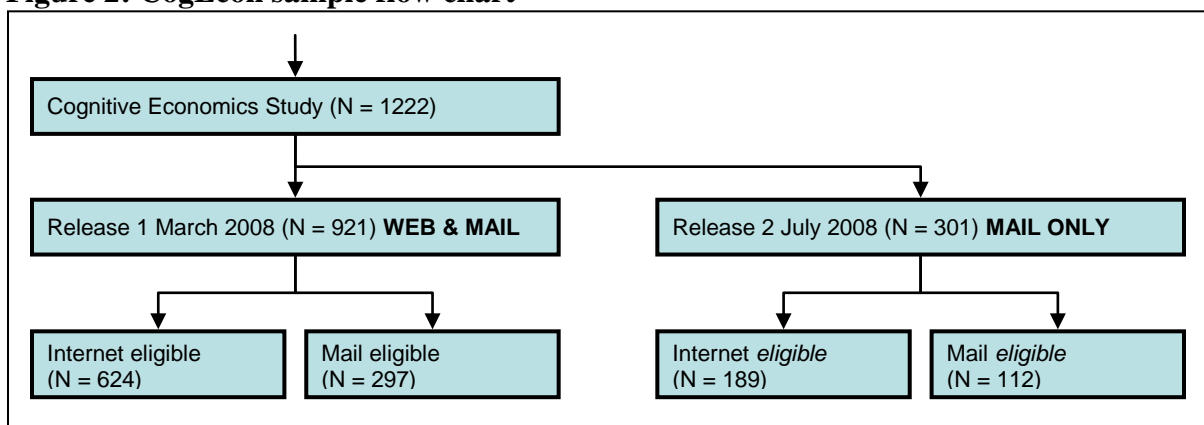 Figure 2: CogEcon sample flow chart
Cognitive Economics Study (N = 1222)
Release 1 March 2008 (N = 921) WEB & MAIL
Release 2 July 2008 (N = 301) MAIL ONLY
Internet eligible
(N = 624)
Mail eligible
(N = 297)
Internet eligible
(N = 189)
Mail eligible
(N = 112)